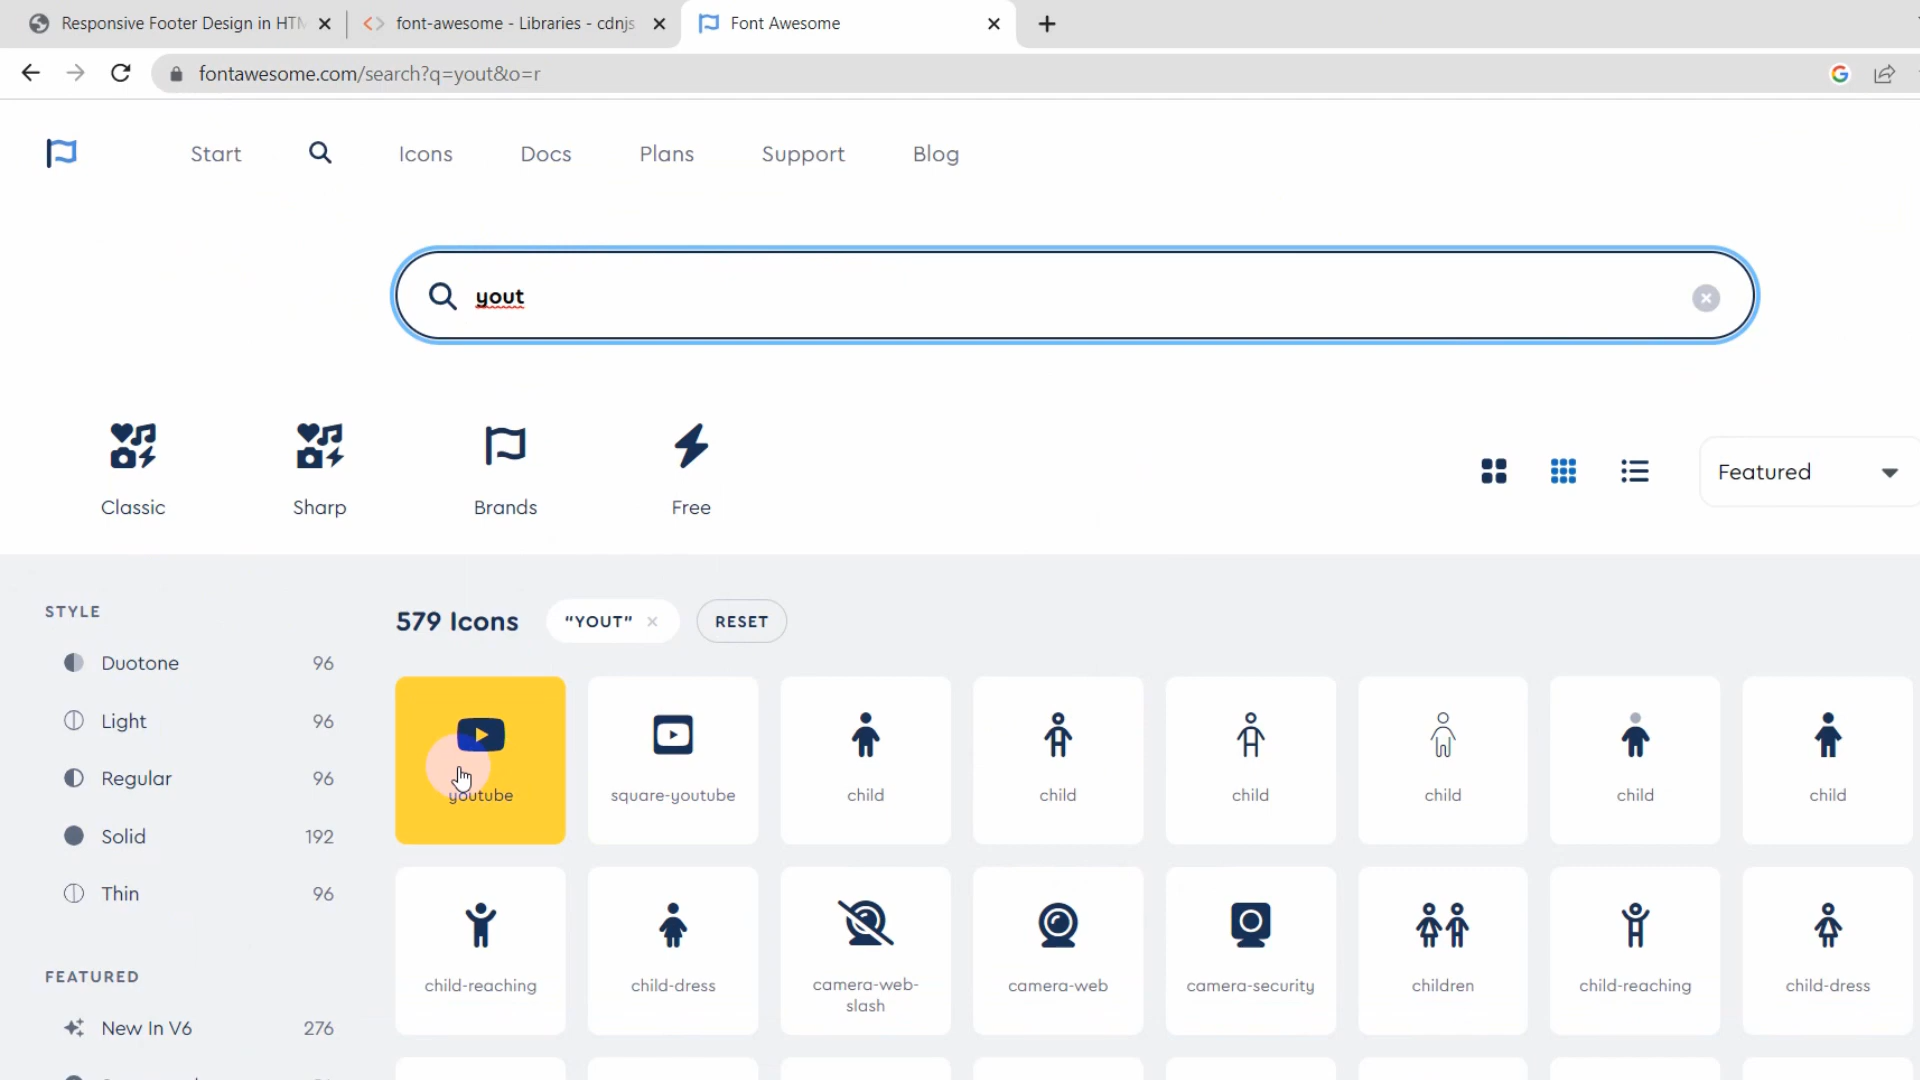 Responsive Footer Design in HTM
font-awesome - Libraries - cdnjs
Font Awesome
fontawesome.com/search?q=yout&o=r
Start
Icons
Docs
Plans
Support
Blog
yout
Classic
Sharp
Brands
Free
Featured
STYLE
Duotone 96
Light 96
Regular 96
Solid 192
Thin 96
FEATURED
New In V6 276
579 Icons
“YOUT”
RESET
youtube
square-youtube
child
child
child
child
child
child
child-reaching
child-dress
camera-web-
slash
camera-web
camera-security
children
child-reaching
child-dress